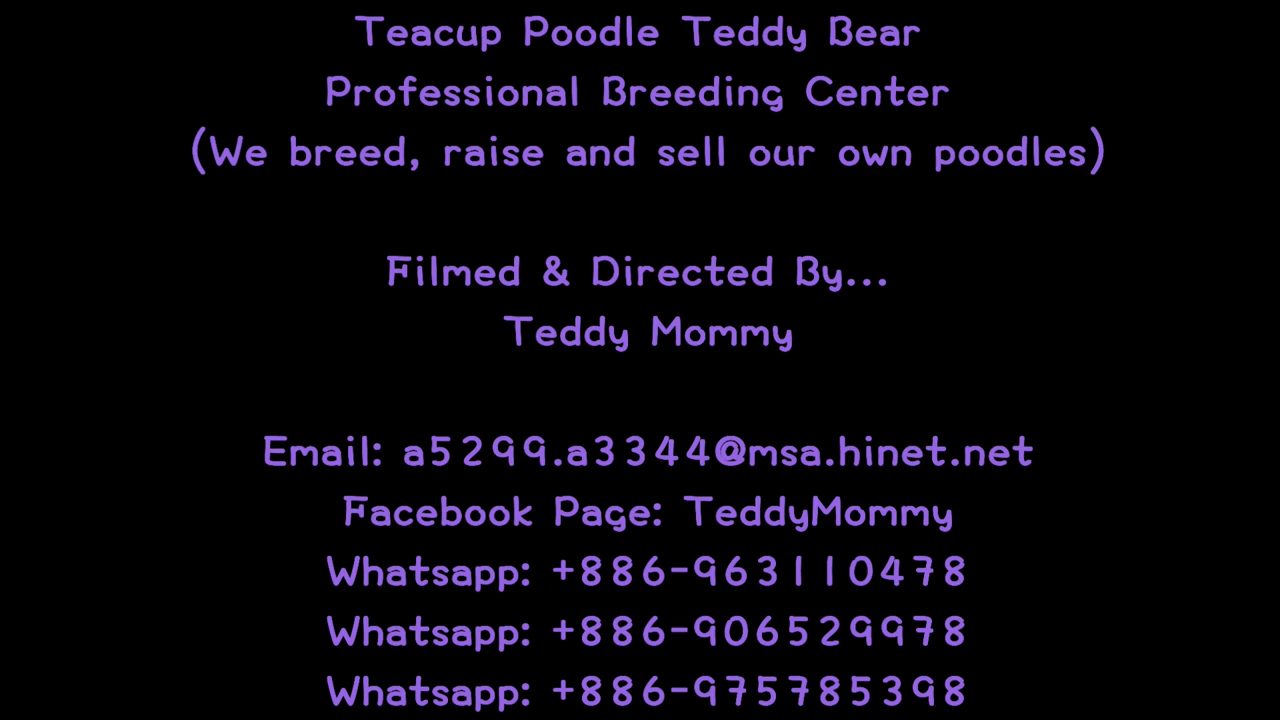 Teacup Poodle Teddy Bear
Professional Breeding Center
(We breed, raise and sell our own poodles)
Filmed & Directed By...
Teddy Mommy
Email: a5299.a3344@msa.hinet.net
Facebook Page: TeddyMommy
Whatsapp: +886-963110478
Whatsapp: +886-906529978
Whatsapp: +886-975785398